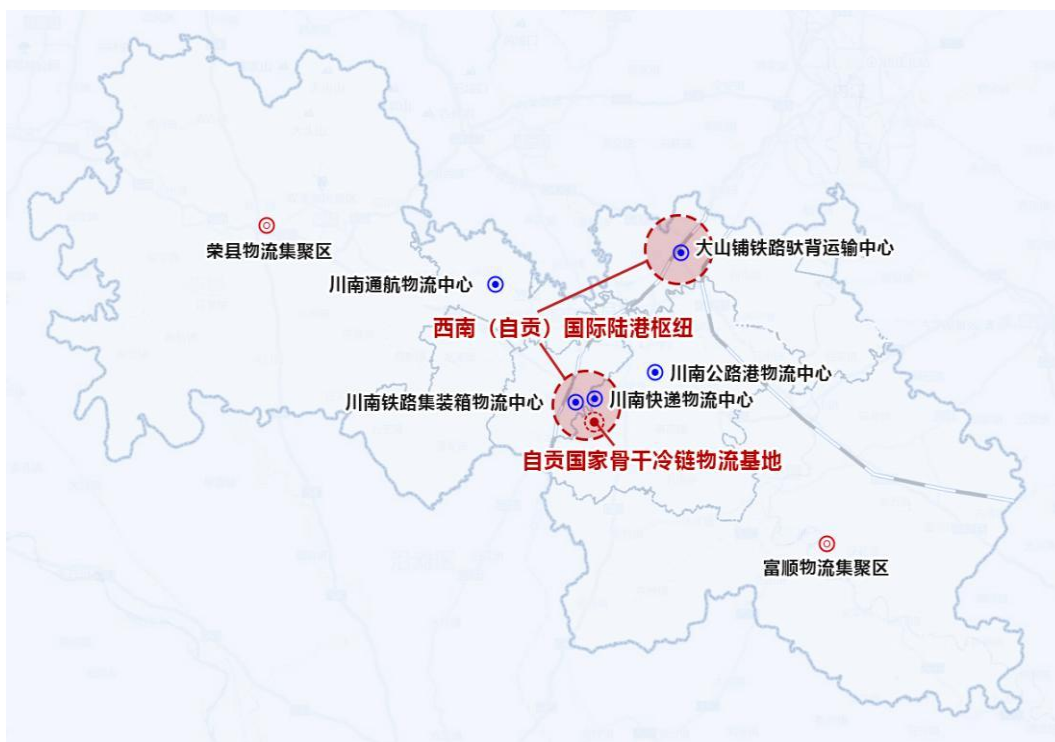 荣县物流集聚区
大山铺铁路驮背运输中心
川南通航物流中心
西南（自贡）国际陆港枢纽
川南公路港物流中心
川南铁路集装箱物流中心
川南快递物流中心
自贡国家骨干冷链物流基地
富顺物流集聚区